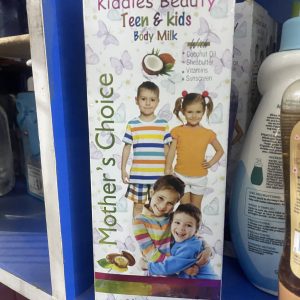 Kiddies Beauty
Teen & kids
Body Milk
Coconut Oil
Sheabutter
Vitamins
Sunscreen
Mother's Choice